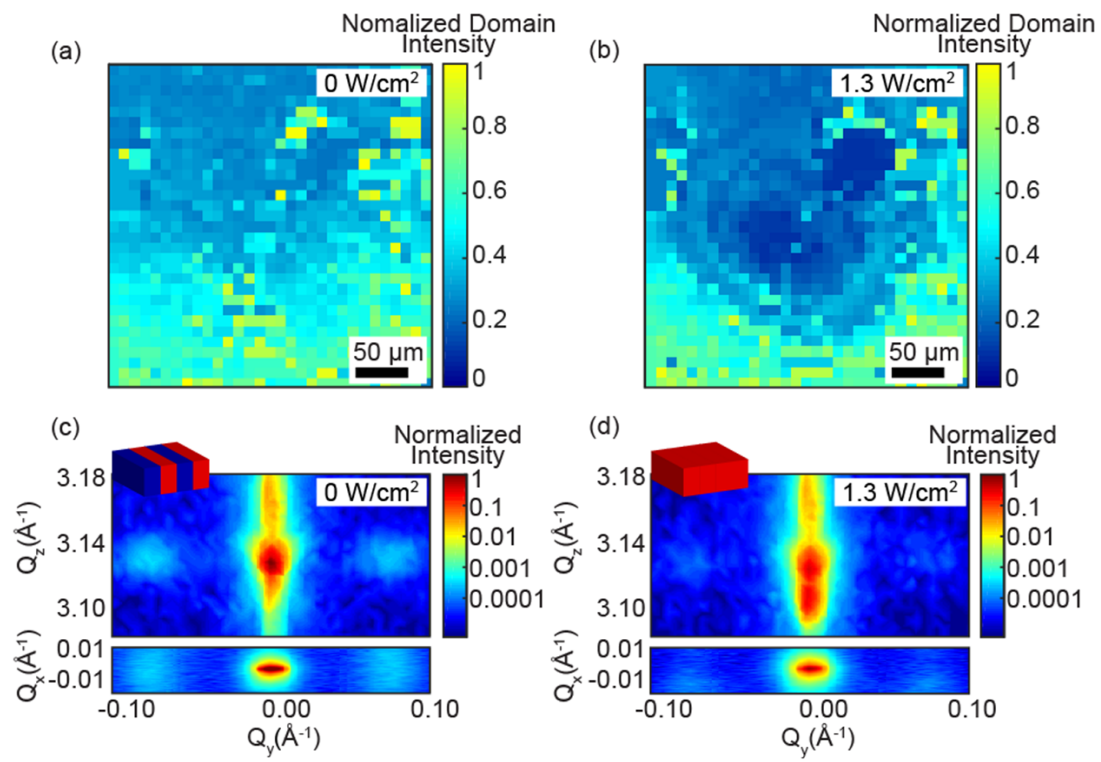 (a)
Nomalized Domain
Intensity
0 W/cm²
1
0.8
0.6
0.4
0.2
0
50 µm
(b)
Nomalized Domain
Intensity
1.3 W/cm²
1
0.8
0.6
0.4
0.2
0
50 µm
(c)
Normalized
Intensity
0 W/cm²
3.18
3.14
3.10
Qz(Å⁻¹)
1
0.1
0.01
0.001
0.0001
0.01
-0.01
Qx(Å⁻¹)
-0.10
0.00
0.10
Qy(Å⁻¹)
(d)
Normalized
Intensity
1.3 W/cm²
3.18
3.14
3.10
Qz(Å⁻¹)
1
0.1
0.01
0.001
0.0001
0.01
-0.01
Qx(Å⁻¹)
-0.10
0.00
0.10
Qy(Å⁻¹)